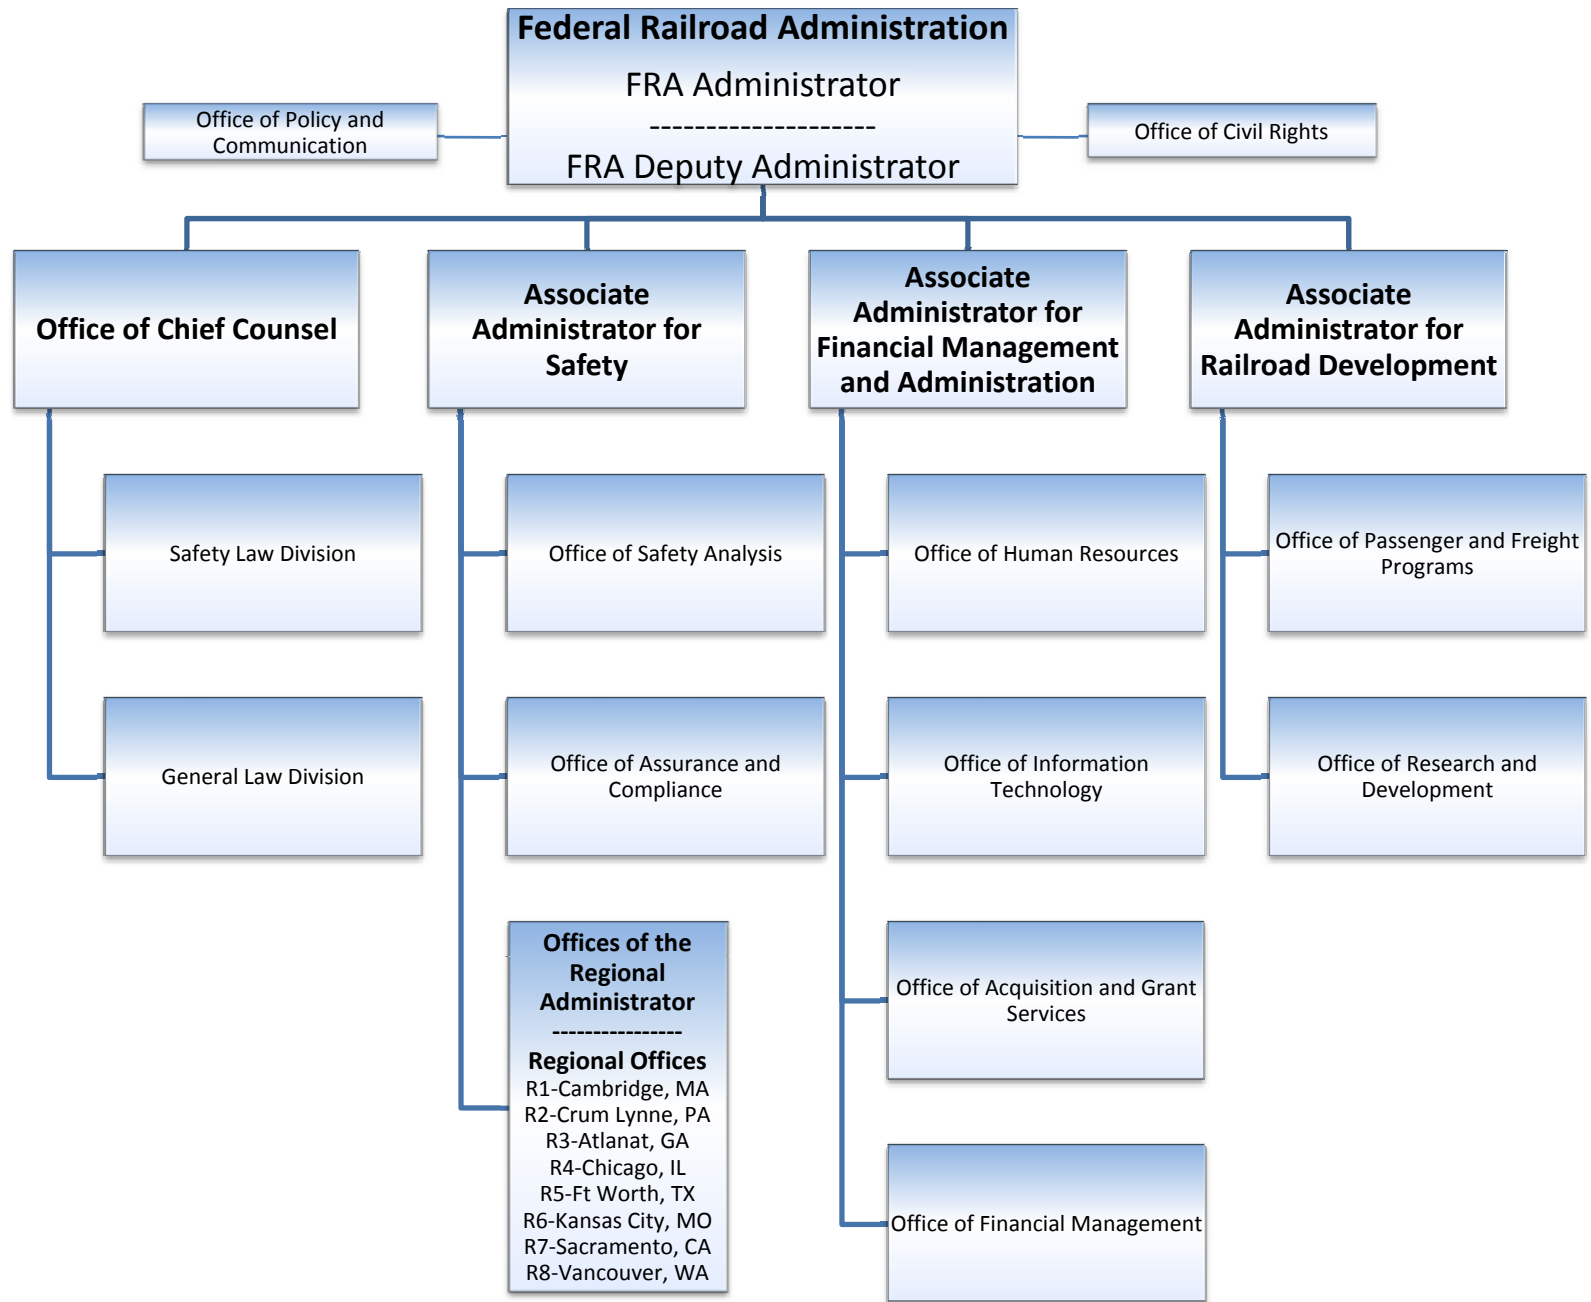 Federal Railroad Administration
FRA Administrator
--------------------
FRA Deputy Administrator
Office of Policy and
Communication
Office of Civil Rights
Office of Chief Counsel
Associate
Administrator for
Safety
Associate
Administrator for
Financial Management
and Administration
Associate
Administrator for
Railroad Development
Safety Law Division
Office of Safety Analysis
Office of Human Resources
Office of Passenger and Freight
Programs
General Law Division
Office of Assurance and
Compliance
Office of Information
Technology
Office of Research and
Development
Offices of the
Regional
Administrator
----------------
Regional Offices
R1-Cambridge, MA
R2-Crum Lynne, PA
R3-Atlanat, GA
R4-Chicago, IL
R5-Ft Worth, TX
R6-Kansas City, MO
R7-Sacramento, CA
R8-Vancouver, WA
Office of Acquisition and Grant
Services
Office of Financial Management